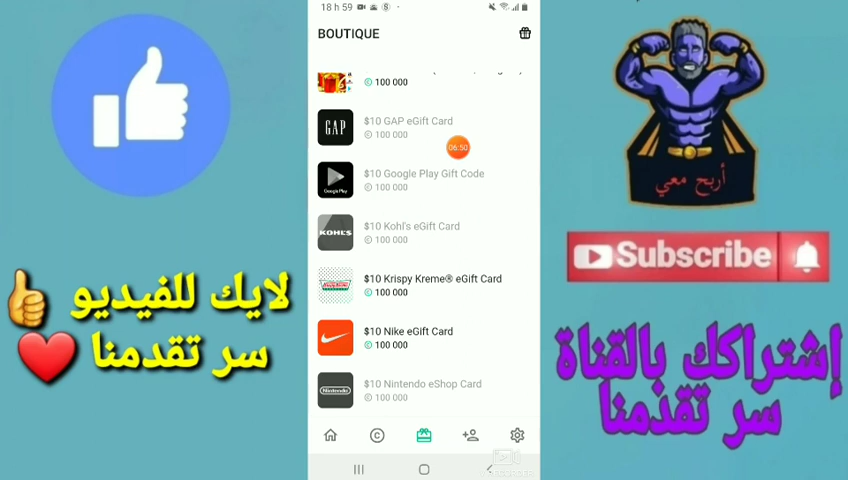 18 h 59
BOUTIQUE
100 000
GAP
$10 GAP eGift Card
100 000
06:50
Google Play
$10 Google Play Gift Code
100 000
KOHL'S
$10 Kohl's eGift Card
100 000
$10 Krispy Kreme® eGift Card
100 000
$10 Nike eGift Card
100 000
Nintendo
$10 Nintendo eShop Card
100 000
لايك للفيديو
سر تقدمنا
أربح معي
Subscribe
إشتراكك بالقناة
سر تقدمنا